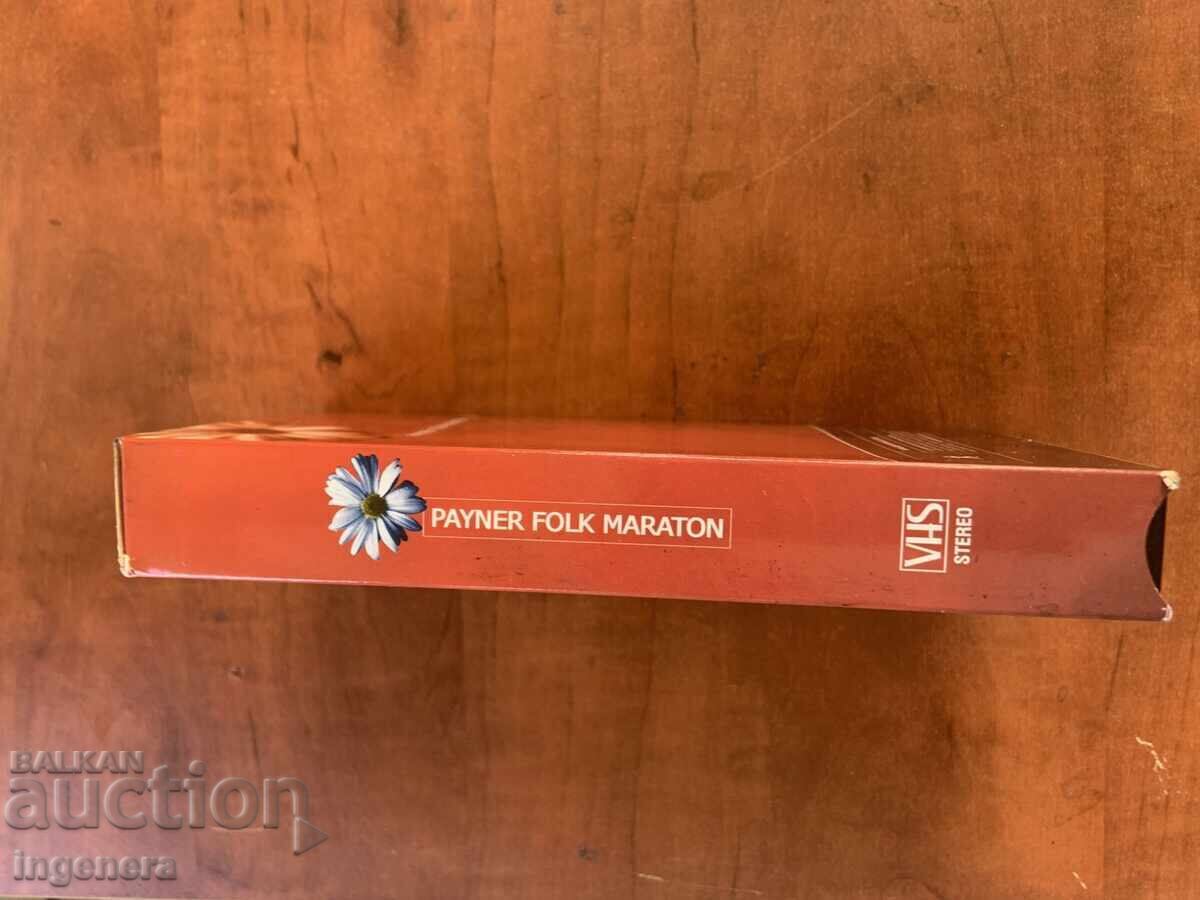 PAYNER FOLK MARATON
VHS
STEREO
BALKAN
auction
ingenera